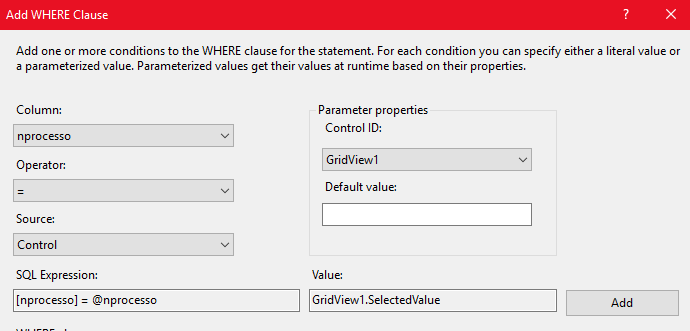 Add WHERE Clause
Add one or more conditions to the WHERE clause for the statement. For each condition you can specify either a literal value or
a parameterized value. Parameterized values get their values at runtime based on their properties.
Column:
nprocesso
Operator:
=
Source:
Control
SQL Expression:
[nprocesso] = @nprocesso
Parameter properties
Control ID:
GridView1
Default value:
Value:
GridView1.SelectedValue
Add